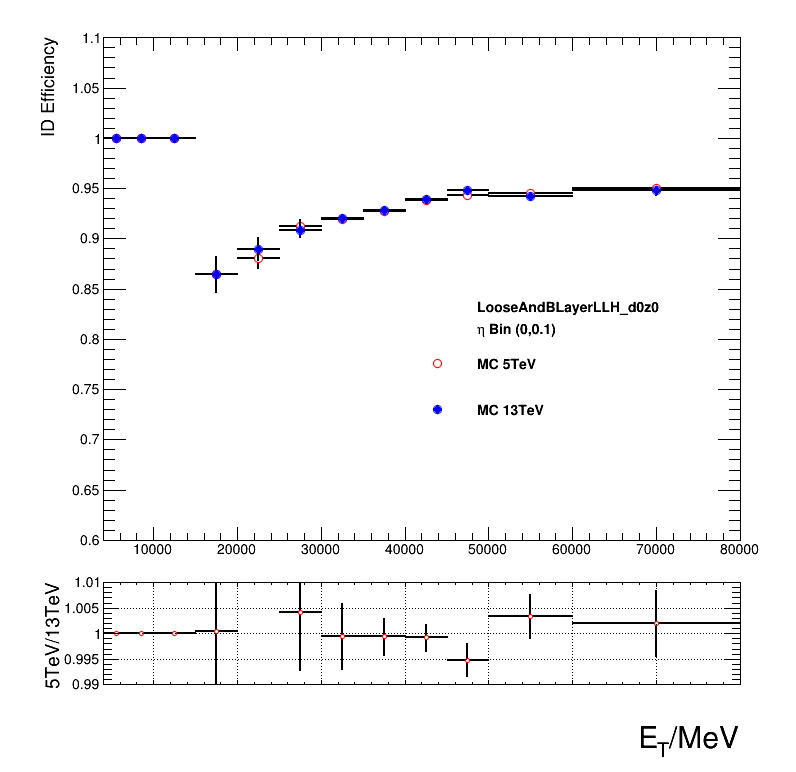 ID Efficiency
1.1
1.05
1
0.95
0.9
0.85
0.8
0.75
0.7
0.65
0.6
LooseAndBLayerLLH_d0z0
η Bin (0,0.1)
MC 5TeV
MC 13TeV
10000 20000 30000 40000 50000 60000 70000 80000
5TeV/13TeV
1.01
1.005
1
0.995
0.99
E_T/MeV